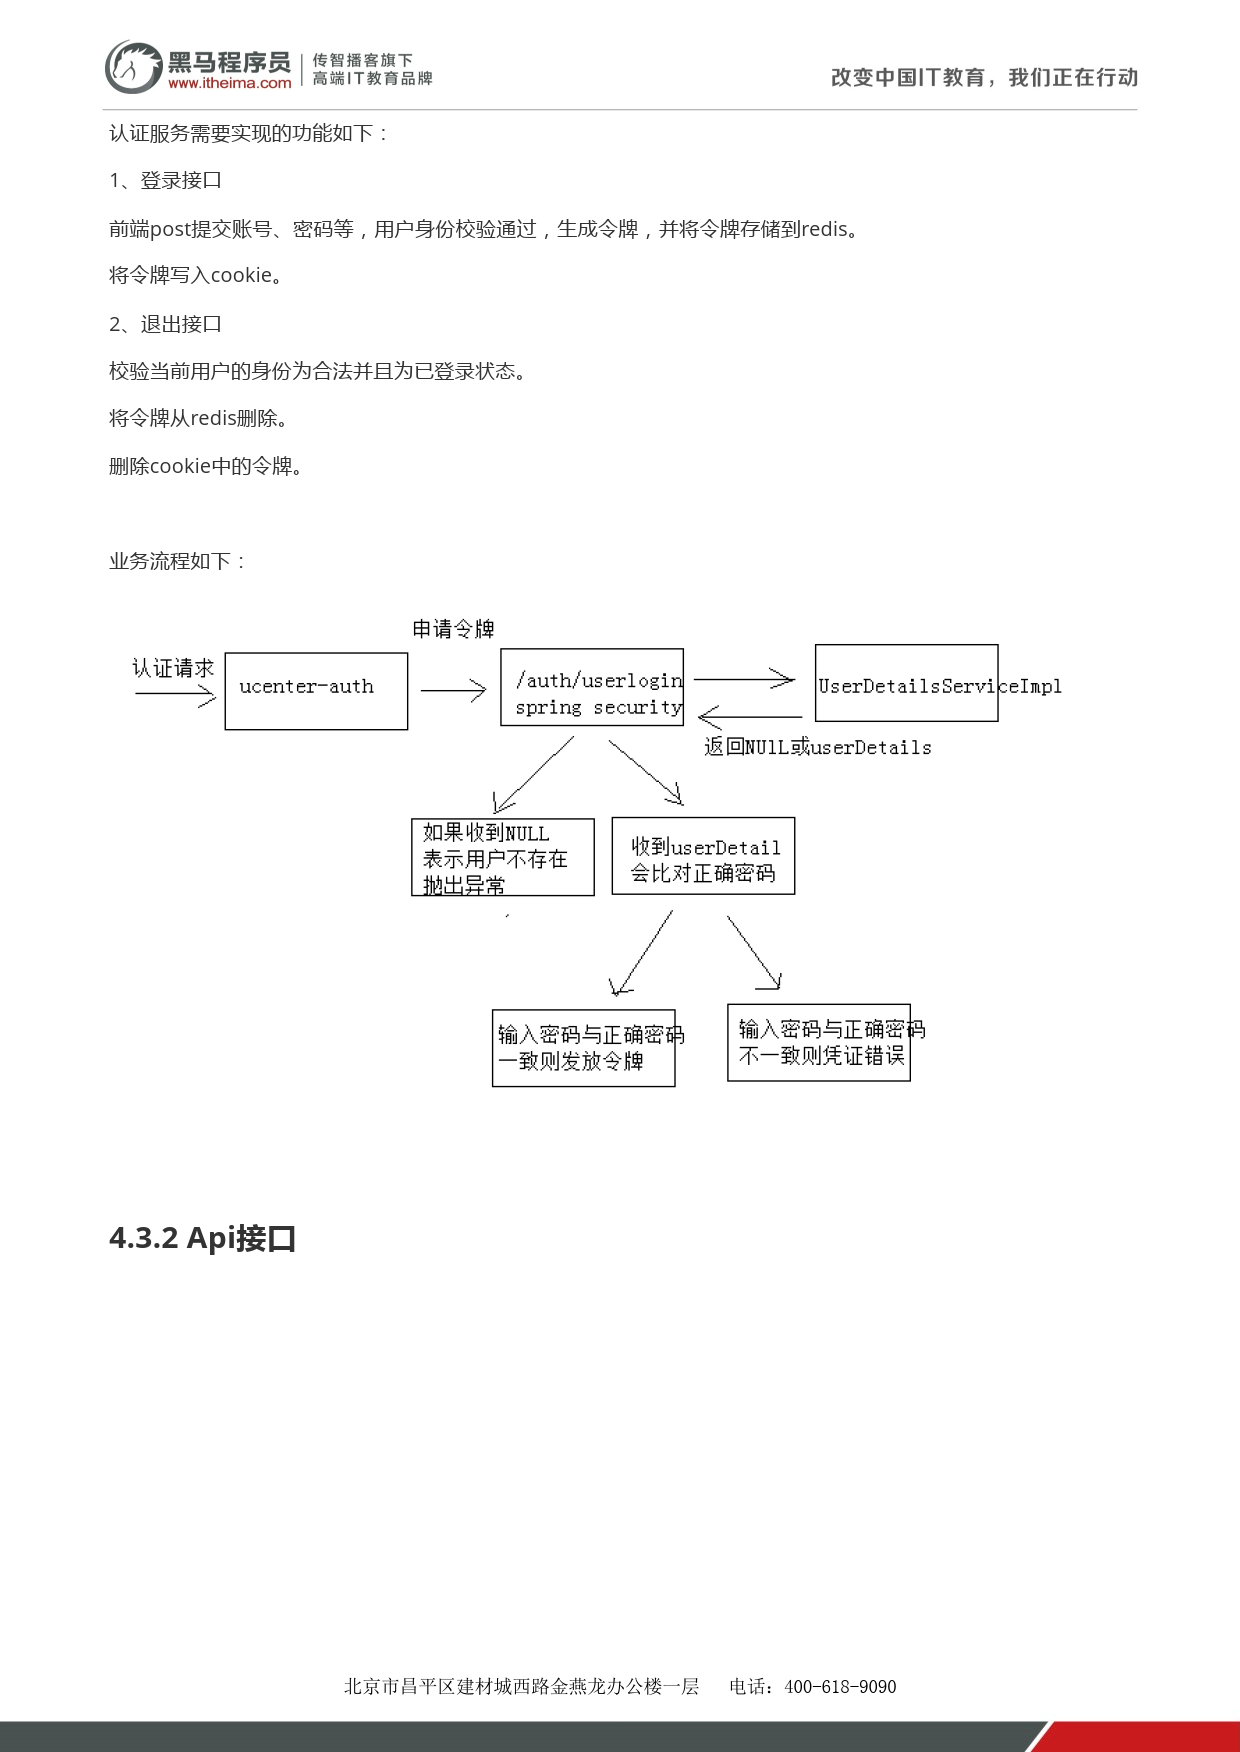 黑马程序员
www.itheima.com
传智播客旗下
高端IT教育品牌
改变中国IT教育，我们正在行动
认证服务需要实现的功能如下：
1、登录接口
前端post提交账号、密码等，用户身份校验通过，生成令牌，并将令牌存储到redis。
将令牌写入cookie。
2、退出接口
校验当前用户的身份为合法并且为已登录状态。
将令牌从redis删除。
删除cookie中的令牌。
业务流程如下：
申请令牌
认证请求
ucenter-auth
/auth/userlogin
spring security
UserDetailsServiceImpl
返回NUlL或userDetails
如果收到NULL
表示用户不存在
抛出异常
收到userDetail
会比对正确密码
输入密码与正确密码
一致则发放令牌
输入密码与正确密码
不一致则凭证错误
4.3.2 Api接口
北京市昌平区建材城西路金燕龙办公楼一层 电话：400-618-9090